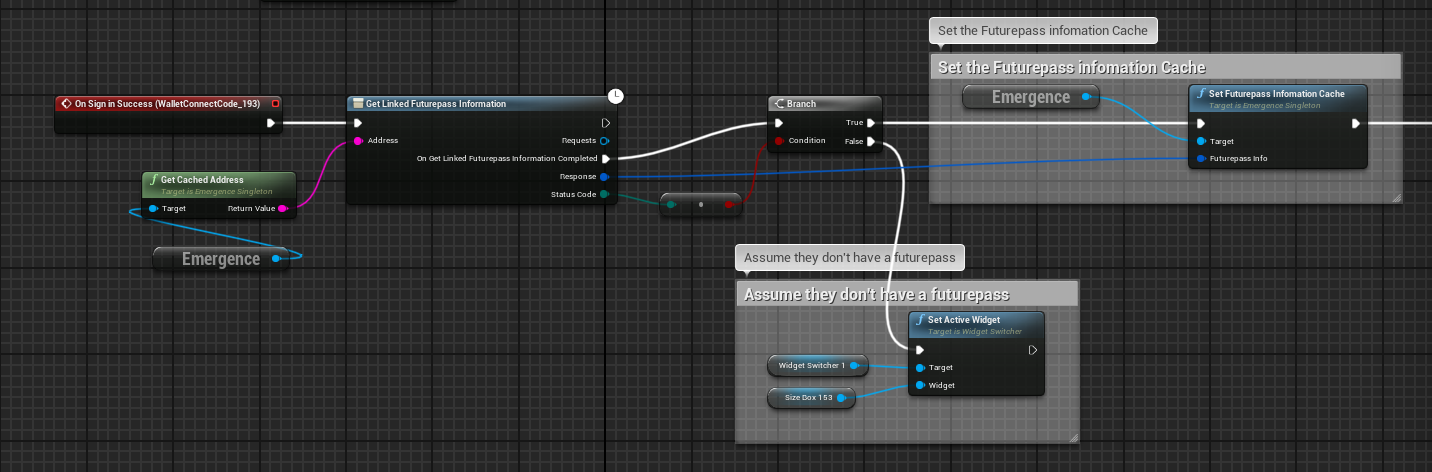 Set the Futurepass infomation Cache
Set the Futurepass infomation Cache
On Sign in Success (WalletConnectCode_193)
Get Linked Futurepass Information
Address
Requests
On Get Linked Futurepass Information Completed
Response
Status Code
Branch
Condition
True
False
Emergence
Set Futurepass Infomation Cache
Target is Emergence Singleton
Target
Futurepass Info
Get Cached Address
Target is Emergence Singleton
Target
Return Value
Emergence
Assume they don't have a futurepass
Assume they don't have a futurepass
Set Active Widget
Target is Widget Switcher
Widget Switcher 1
Target
Size Box 153
Widget